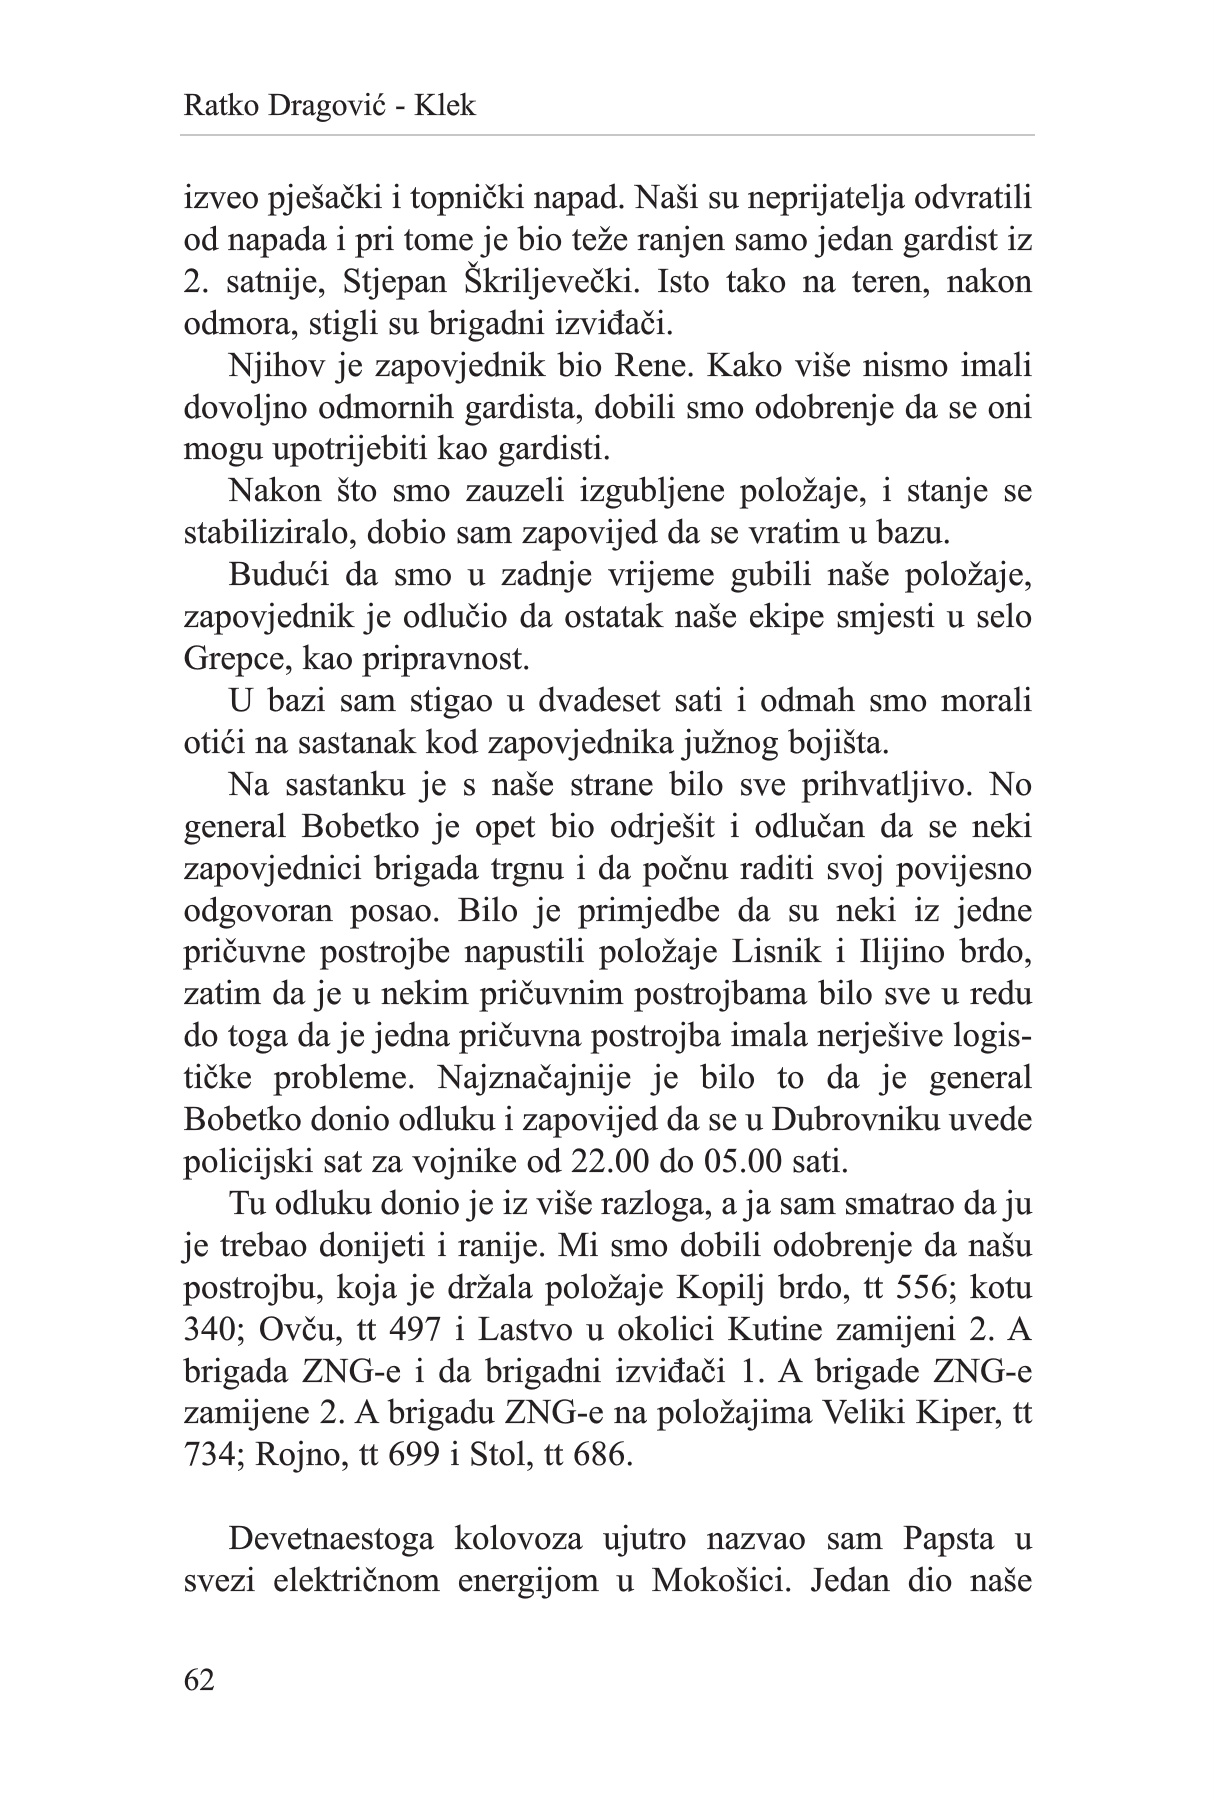 Ratko Dragović - Klek
izveo pješački i topnički napad. Naši su neprijatelja odvratili
od napada i pri tome je bio teže ranjen samo jedan gardist iz
2. satnije, Stjepan Škriljevečki. Isto tako na teren, nakon
odmora, stigli su brigadni izviđači.
Njihov je zapovjednik bio Rene. Kako više nismo imali
dovoljno odmornih gardista, dobili smo odobrenje da se oni
mogu upotrijebiti kao gardisti.
Nakon što smo zauzeli izgubljene položaje, i stanje se
stabiliziralo, dobio sam zapovijed da se vratim u bazu.
Budući da smo u zadnje vrijeme gubili naše položaje,
zapovjednik je odlučio da ostatak naše ekipe smjesti u selo
Grepce, kao pripravnost.
U bazi sam stigao u dvadeset sati i odmah smo morali
otići na sastanak kod zapovjednika južnog bojišta.
Na sastanku je s naše strane bilo sve prihvatljivo. No
general Bobetko je opet bio odrješit i odlučan da se neki
zapovjednici brigada trgnu i da počnu raditi svoj povijesno
odgovoran posao. Bilo je primjedbe da su neki iz jedne
pričuvne postrojbe napustili položaje Lisnik i Ilijino brdo,
zatim da je u nekim pričuvnim postrojbama bilo sve u redu
do toga da je jedna pričuvna postrojba imala nerješive logis-
tičke probleme. Najznačajnije je bilo to da je general
Bobetko donio odluku i zapovijed da se u Dubrovniku uvede
policijski sat za vojnike od 22.00 do 05.00 sati.
Tu odluku donio je iz više razloga, a ja sam smatrao da ju
je trebao donijeti i ranije. Mi smo dobili odobrenje da našu
postrojbu, koja je držala položaje Kopilj brdo, tt 556; kotu
340; Ovču, tt 497 i Lastvo u okolici Kutine zamijeni 2. A
brigada ZNG-e i da brigadni izviđači 1. A brigade ZNG-e
zamijene 2. A brigadu ZNG-e na položajima Veliki Kiper, tt
734; Rojno, tt 699 i Stol, tt 686.
Devetnaestoga kolovoza ujutro nazvao sam Papsta u
svezi električnom energijom u Mokošici. Jedan dio naše
62